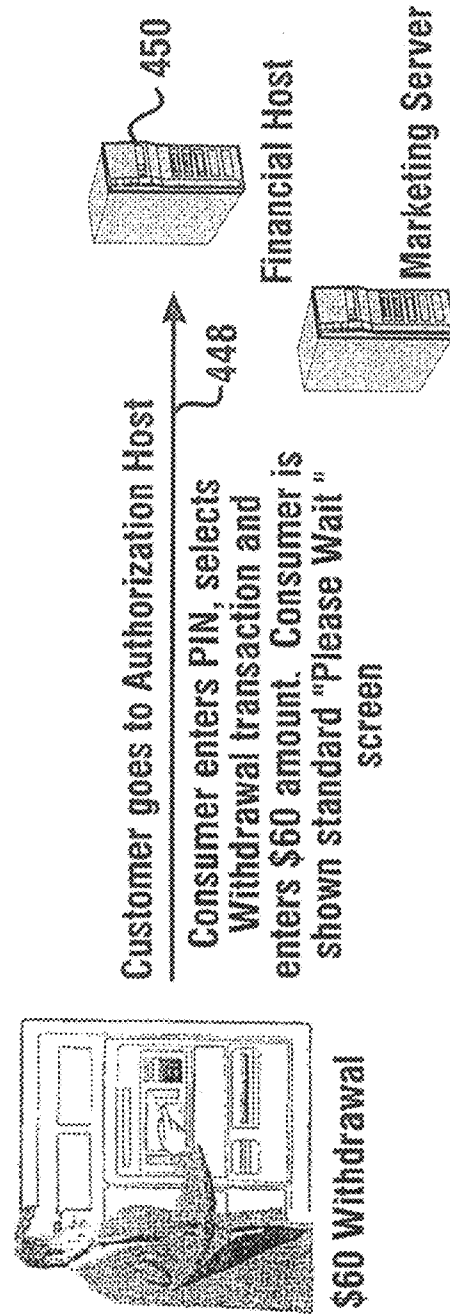 Customer goes to Authorization Host
448
Consumer enters PIN, selects
Withdrawal transaction and
enters $60 amount. Consumer is
shown standard "Please Wait"
screen
$60 Withdrawal
450
Financial Host
Marketing Server